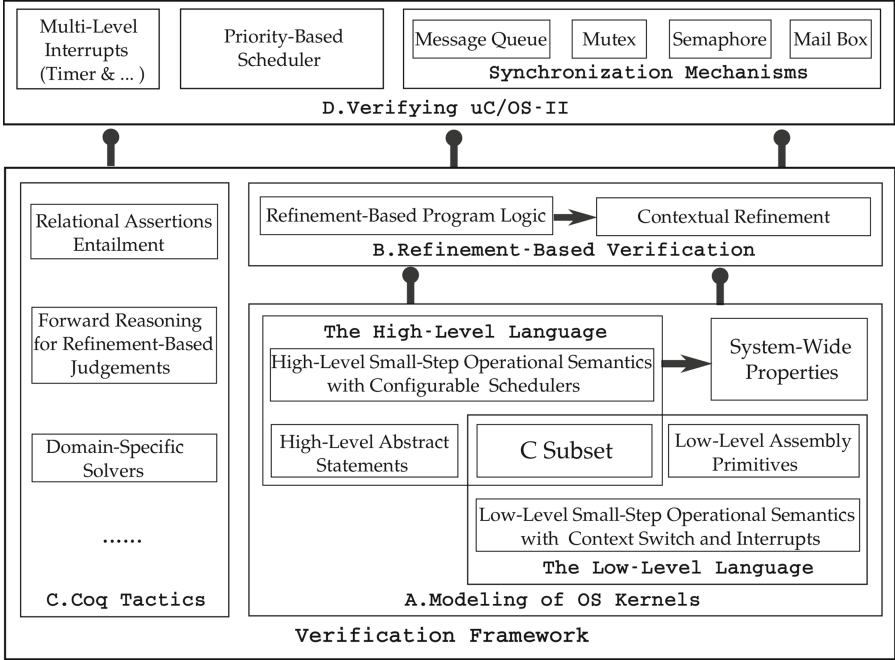 Multi-Level
Interrupts
(Timer & ... )
Priority-Based
Scheduler
Message Queue
Mutex
Semaphore
Mail Box
Synchronization Mechanisms
D.Verifying uC/OS-II
Relational Assertions
Entailment
Forward Reasoning
for Refinement-Based
Judgements
Domain-Specific
Solvers
......
C.Coq Tactics
Refinement-Based Program Logic
Contextual Refinement
B.Refinement-Based Verification
The High-Level Language
High-Level Small-Step Operational Semantics
with Configurable Schedulers
System-Wide
Properties
High-Level Abstract
Statements
C Subset
Low-Level Assembly
Primitives
Low-Level Small-Step Operational Semantics
with Context Switch and Interrupts
The Low-Level Language
A.Modeling of OS Kernels
Verification Framework